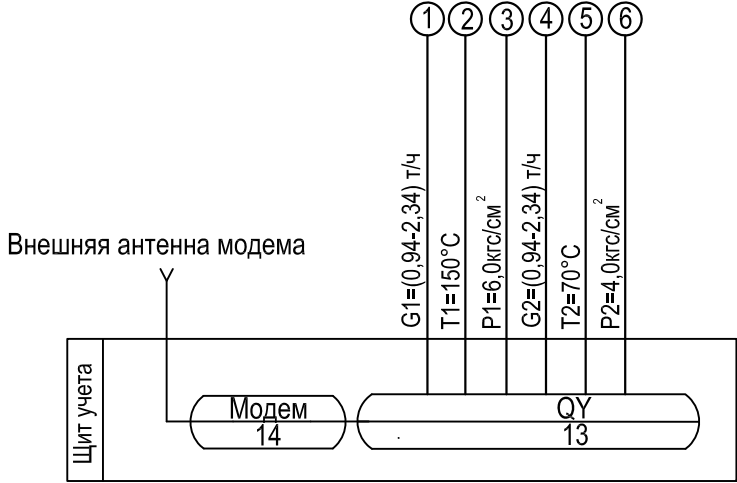 1 2 3 4 5 6
G1=(0,94-2,34) т/ч
T1=150°C
P1=6,0кгс/см²
G2=(0,94-2,34) т/ч
T2=70°C
P2=4,0кгс/см²
Внешняя антенна модема
Щит учета
Модем
14
QY
13